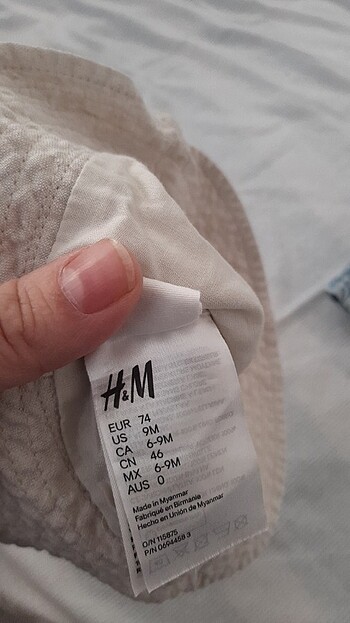 H&M
EUR 74
US 9M
CA 6-9M
CN 46
MX 6-9M
AUS 0
Made in Myanmar
Fabriqué en Birmanie
Hecho en Unión de Myanmar
O/N 115875
P/N 0694458 3